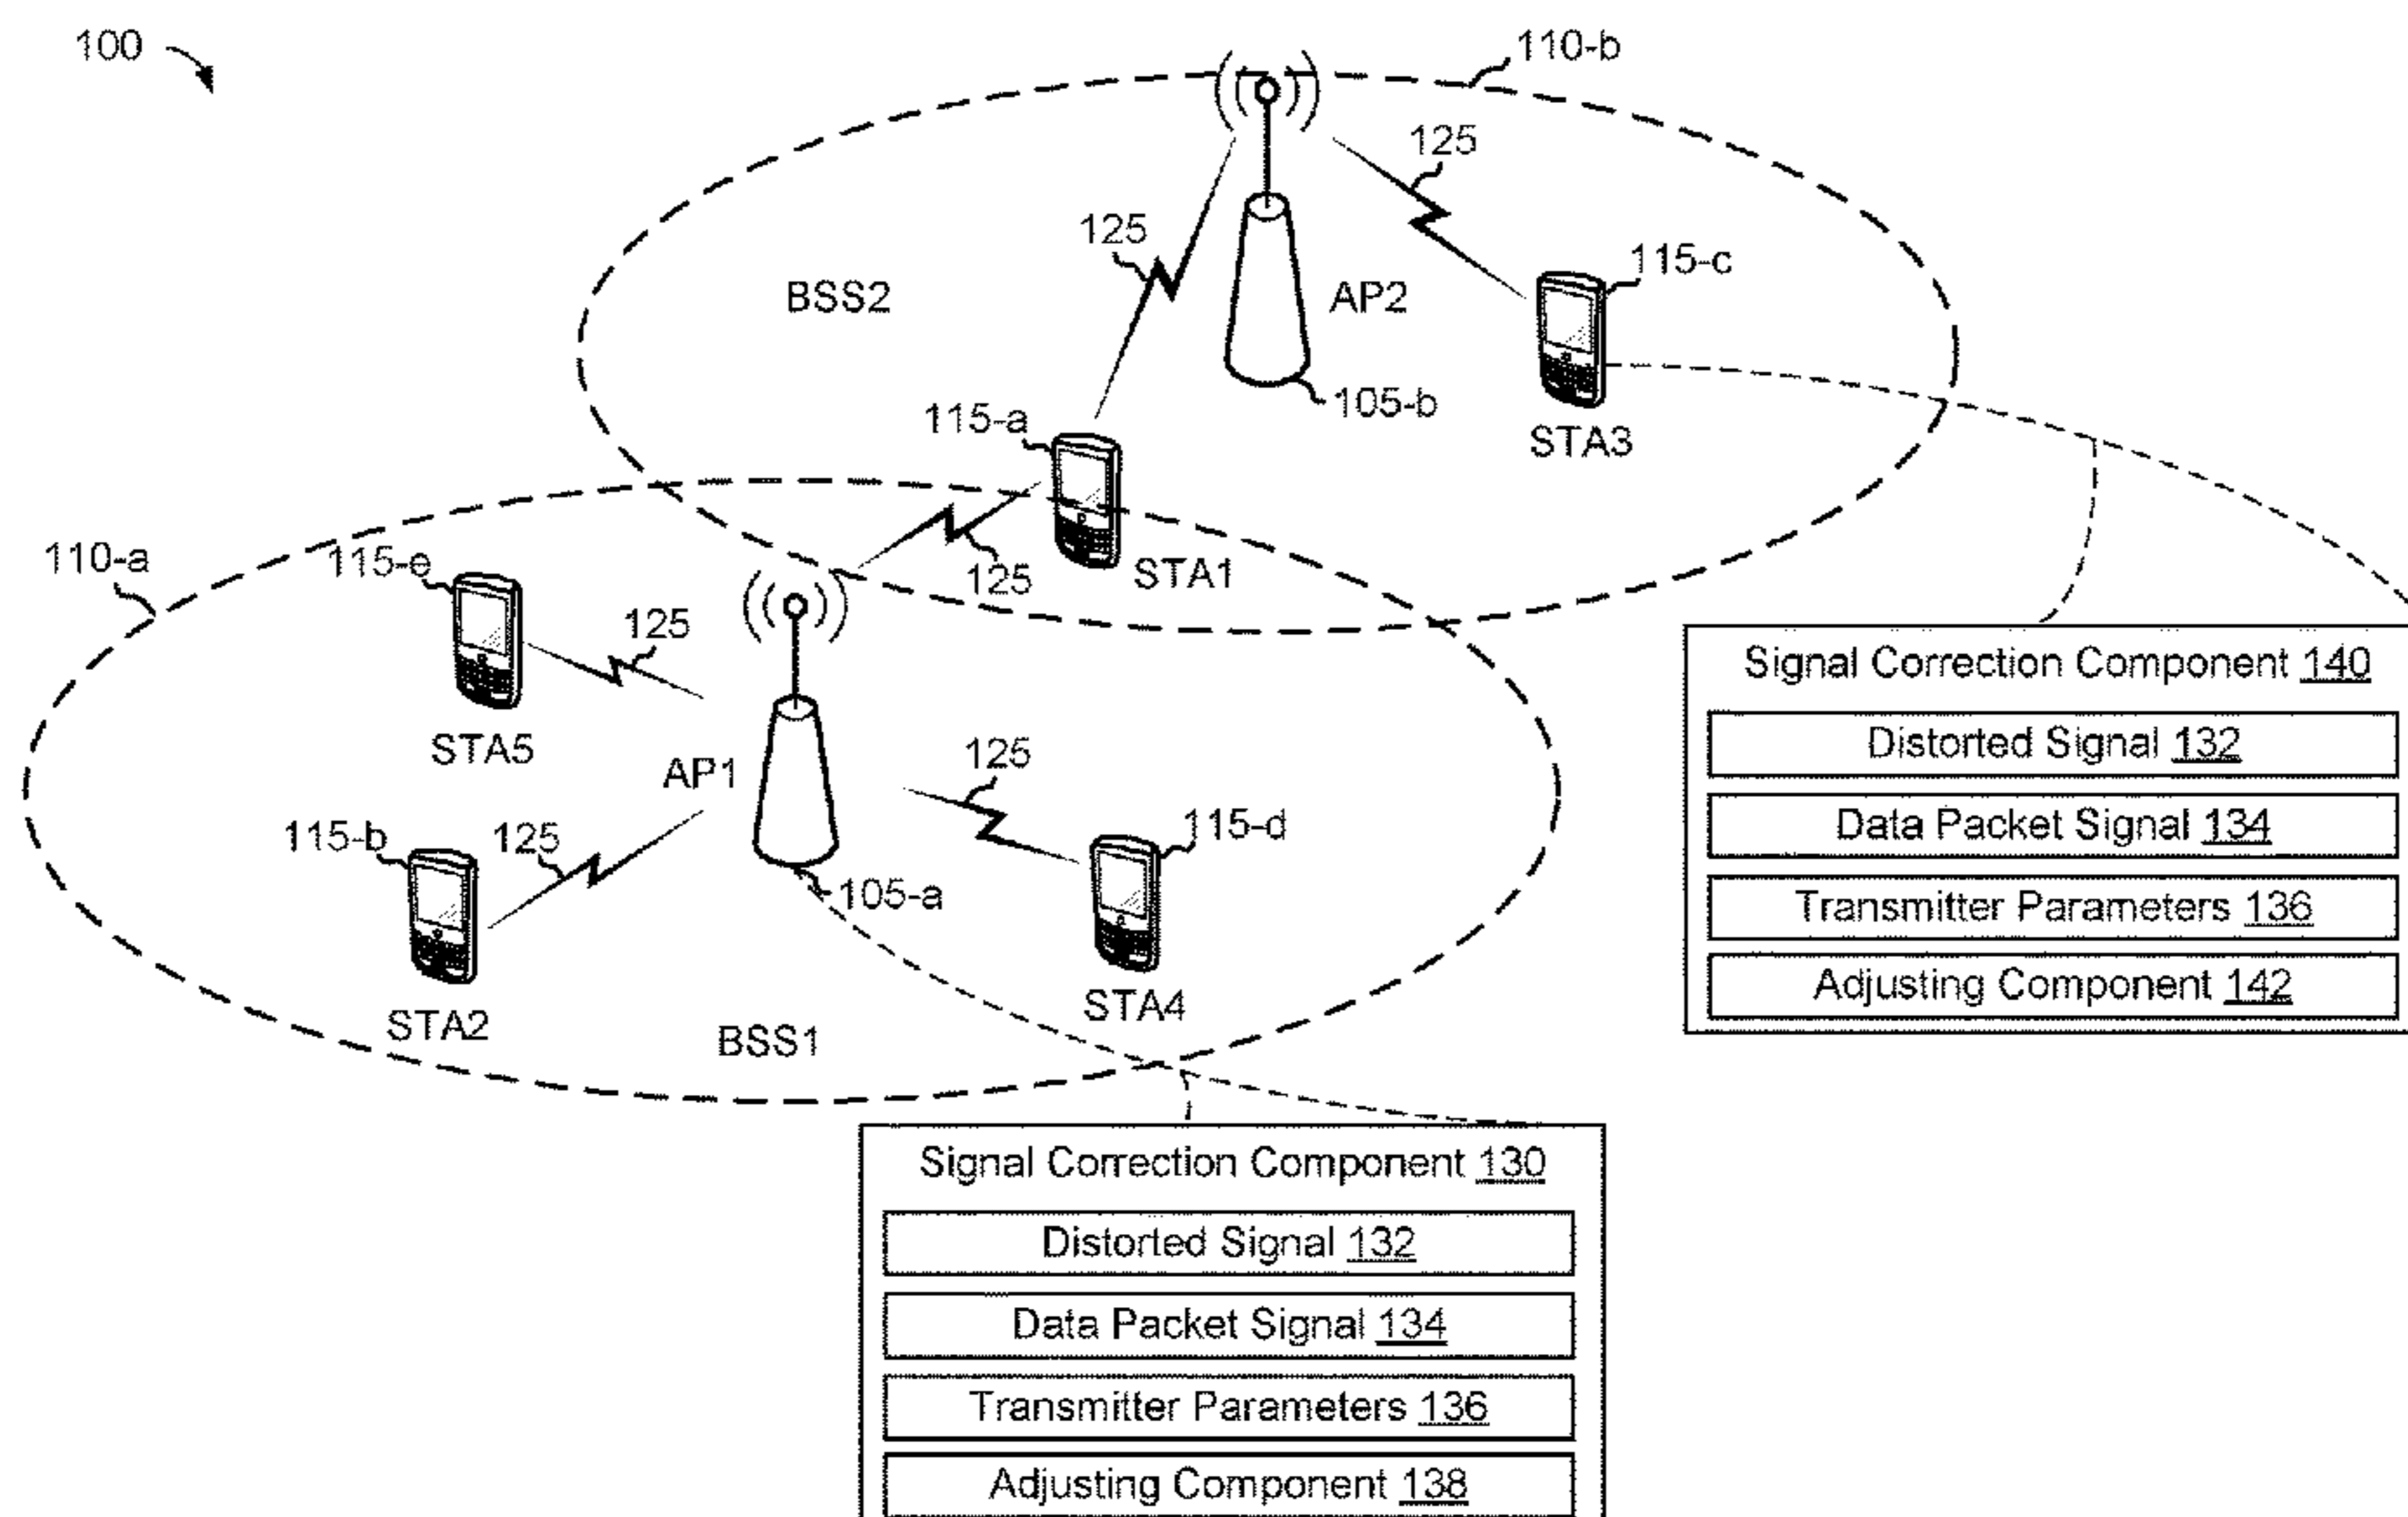 100
110-b
125
125
115-c
BSS2
AP2
105-b
115-a
STA3
110-a
115-e
125
STA1
125
Signal Correction Component 140
Distorted Signal 132
Data Packet Signal 134
Transmitter Parameters 136
Adjusting Component 142
STA5
AP1
125
115-b
125
115-d
105-a
STA2
STA4
BSS1
Signal Correction Component 130
Distorted Signal 132
Data Packet Signal 134
Transmitter Parameters 136
Adjusting Component 138